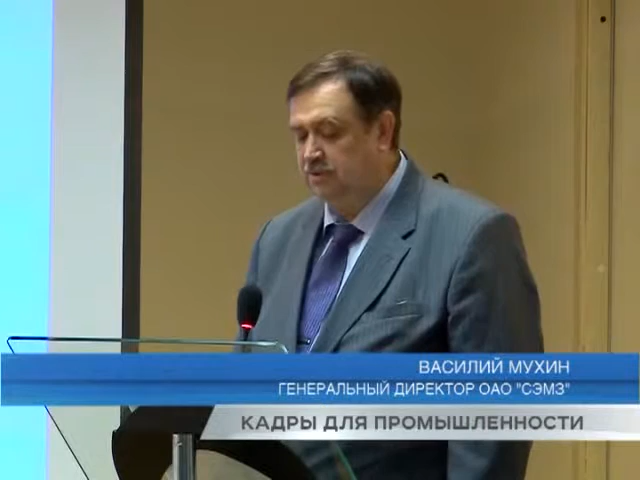 ВАСИЛИЙ МУХИН
ГЕНЕРАЛЬНЫЙ ДИРЕКТОР ОАО "СЭМЗ"
КАДРЫ ДЛЯ ПРОМЫШЛЕННОСТИ